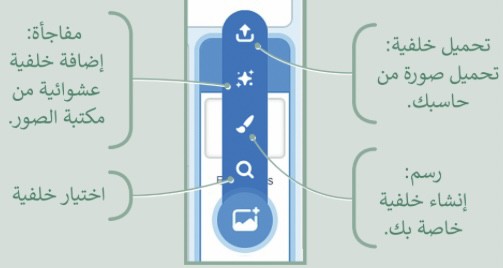 تحميل خلفية:
تحميل صورة من
حاسبك.
مفاجأة:
إضافة خلفية
عشوائية من
مكتبة الصور.
رسم:
إنشاء خلفية
خاصة بك.
اختيار خلفية